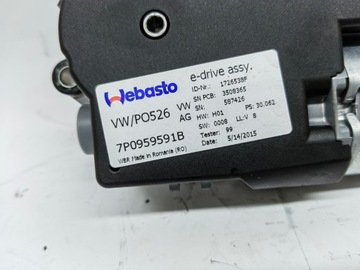 Webasto
e-drive assy.
ID-Nr.: 1726538F
SN PCB: 3508365
SN: 587426
VW/PO526 VW AG
HW: H01 PS: 30.062
SW: 0008 LL:V 8
7P0959591B
Tester: 99
Date: 5/14/2015
WBR Made in Romania (RO)